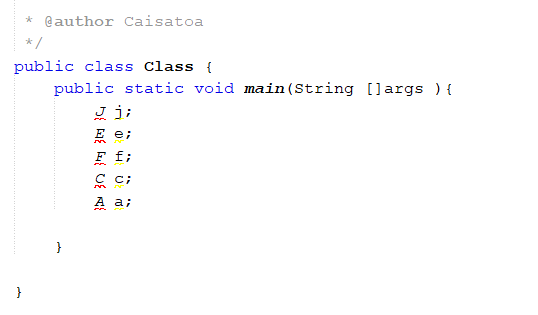 * @author Caisatoa
*/
public class Class {
public static void main(String []args ){
J j;
E e;
F f;
C c;
A a;
}
}